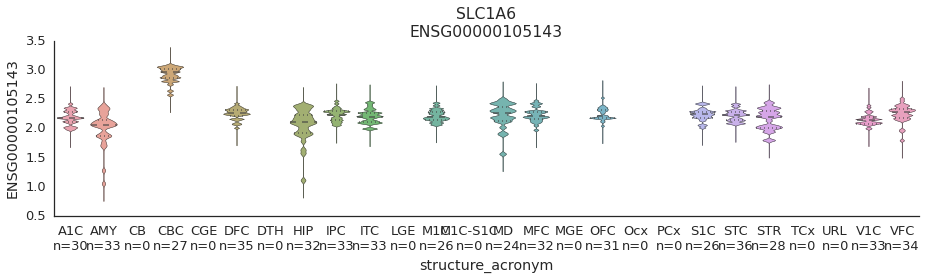 SLC1A6
ENSG00000105143
3.5
3.0
2.5
2.0
1.5
1.0
0.5
ENSG00000105143
A1C AMY CB CBC CGE DFC DTH HIP IPC ITC LGE M1C M1C-S1C MD MFC MGE OFC Ocx PCx S1C STC STR TCx URL V1C VFC
n=30 n=33 n=0 n=27 n=0 n=35 n=0 n=32 n=33 n=33 n=0 n=26 n=0 n=24 n=32 n=0 n=31 n=0 n=0 n=26 n=36 n=28 n=0 n=0 n=33 n=34
structure_acronym